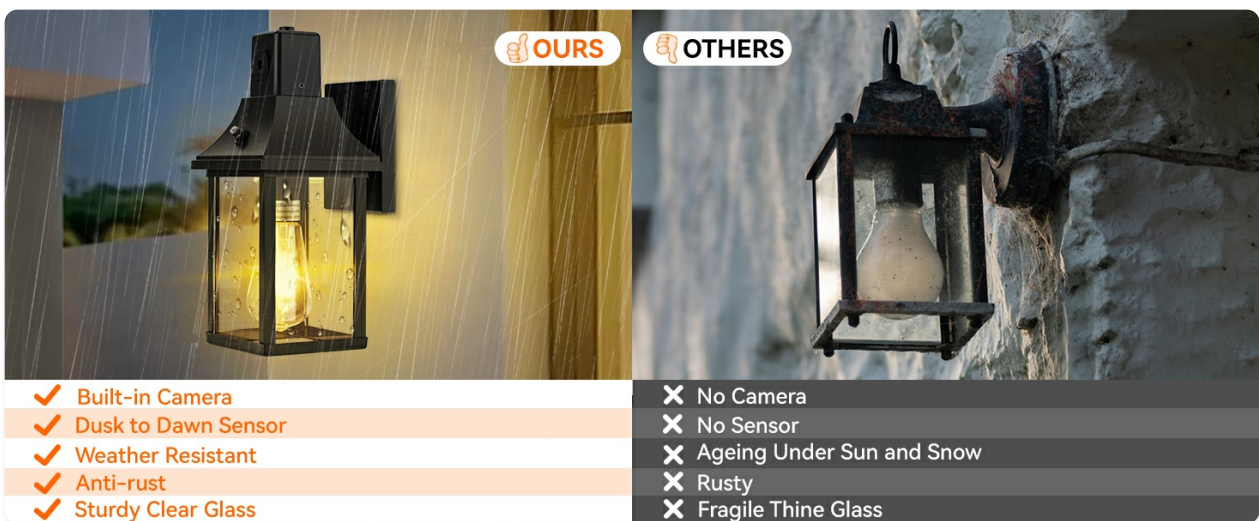 OURS
OTHERS
Built-in Camera
Dusk to Dawn Sensor
Weather Resistant
Anti-rust
Sturdy Clear Glass
No Camera
No Sensor
Ageing Under Sun and Snow
Rusty
Fragile Thine Glass